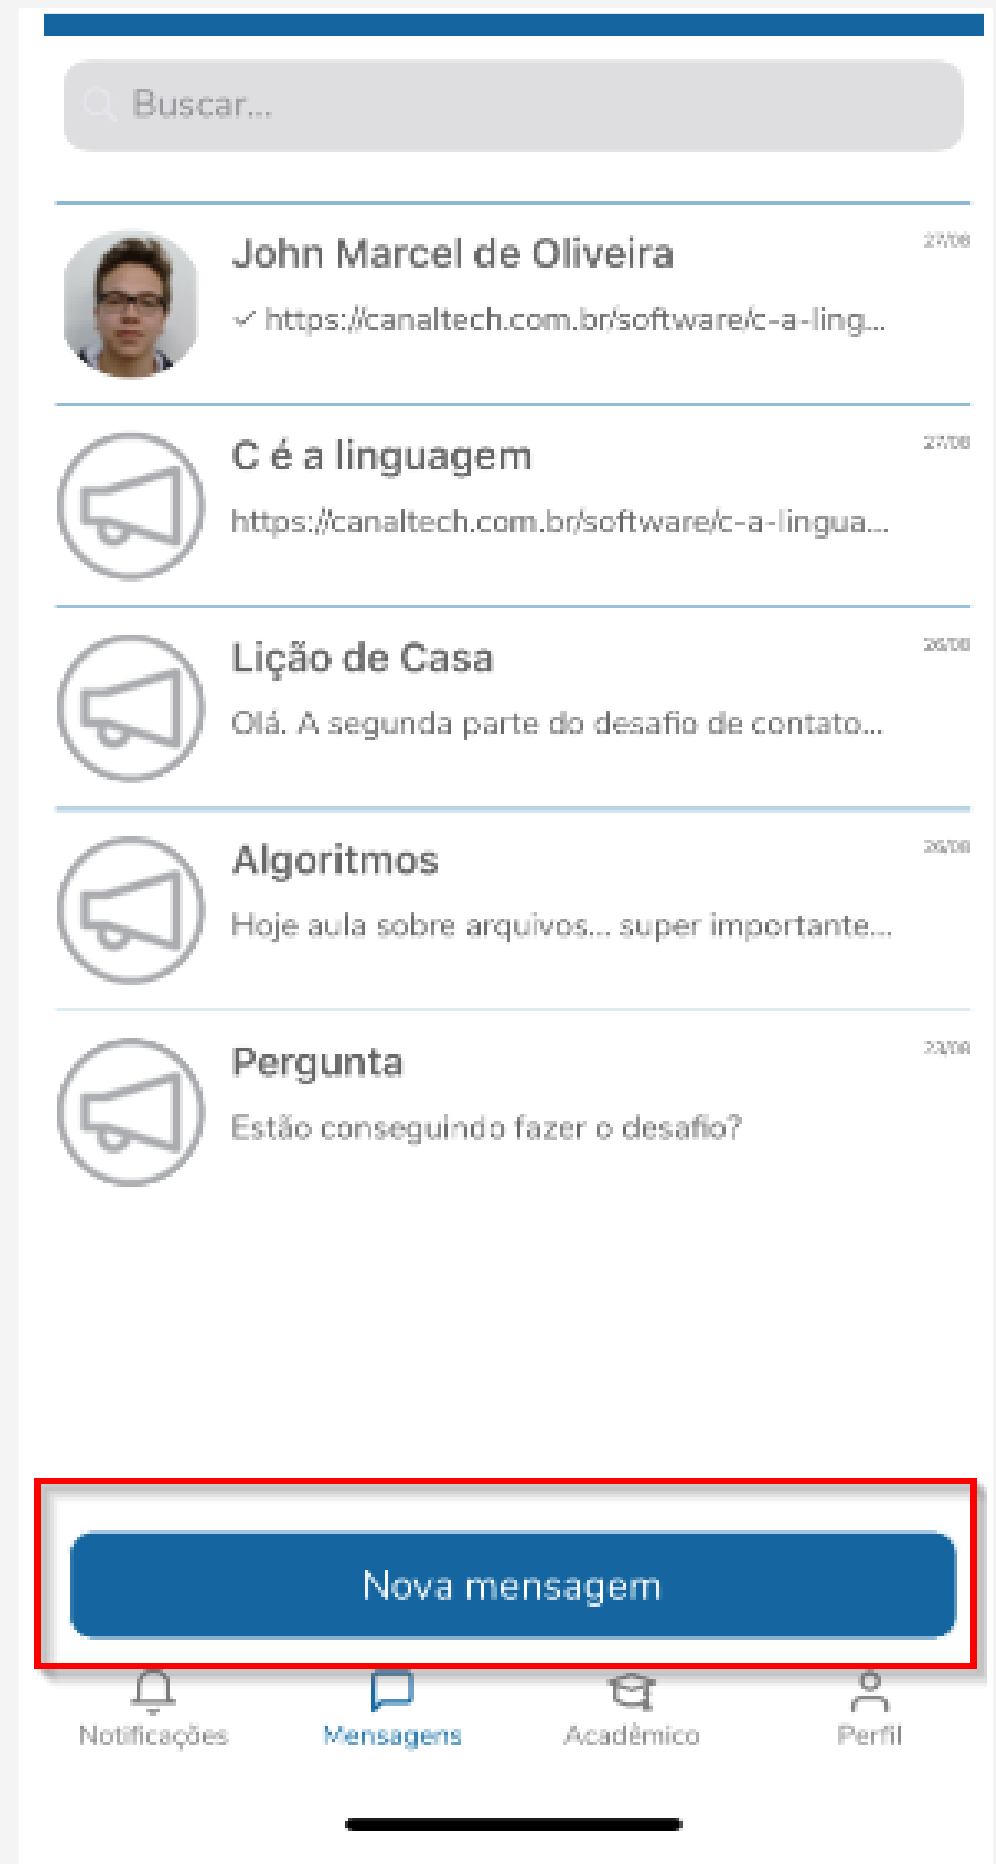 Buscar...
John Marcel de Oliveira
27/08
✓ https://canaltech.com.br/software/c-a-ling...
C é a linguagem
27/08
https://canaltech.com.br/software/c-a-lingua...
Lição de Casa
26/08
Olá. A segunda parte do desafio de contato...
Algoritmos
26/08
Hoje aula sobre arquivos... super importante...
Pergunta
23/08
Estão conseguindo fazer o desafio?
Nova mensagem
Notificações Mensagens Acadêmico Perfil